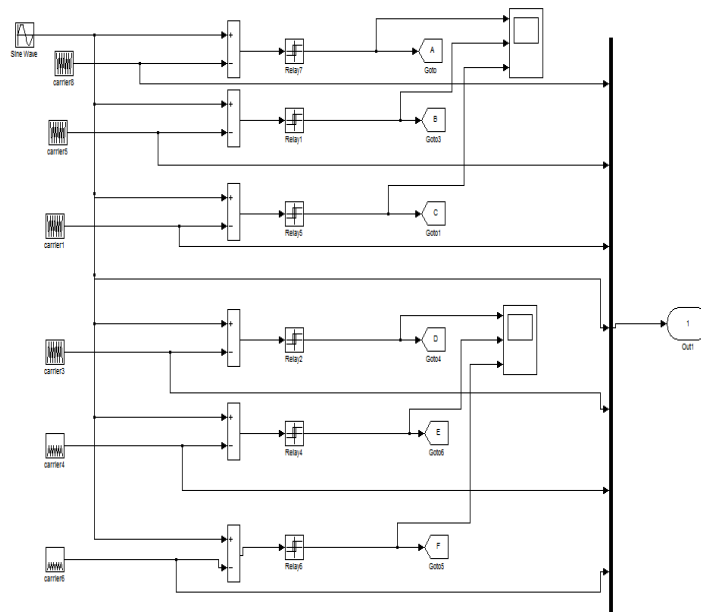 Sine Wave
+
−
Relay7
A
Goto
carrier8
+
−
Relay1
B
Goto3
carrier5
+
−
Relay5
C
Goto1
carrier1
+
−
Relay2
D
Goto4
carrier3
1
Out1
+
−
Relay4
E
Goto6
carrier4
+
−
Relay6
F
Goto5
carrier6